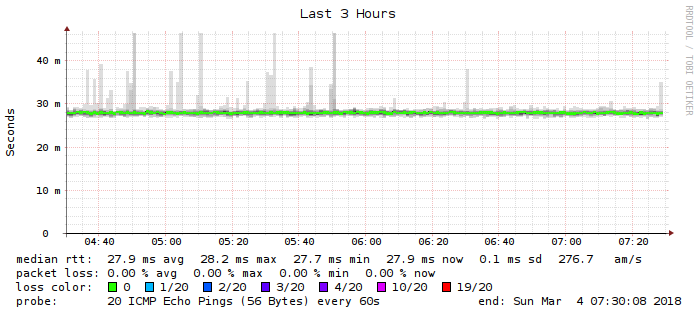 Last 3 Hours
RRDTOOL / TOBI OETIKER
Seconds
40 m
30 m
20 m
10 m
0
04:40 05:00 05:20 05:40 06:00 06:20 06:40 07:00 07:20
median rtt: 27.9 ms avg 28.2 ms max 27.7 ms min 27.9 ms now 0.1 ms sd 276.7 am/s
packet loss: 0.00 % avg 0.00 % max 0.00 % min 0.00 % now
loss color: 0 1/20 2/20 3/20 4/20 10/20 19/20
probe: 20 ICMP Echo Pings (56 Bytes) every 60s end: Sun Mar 4 07:30:08 2018